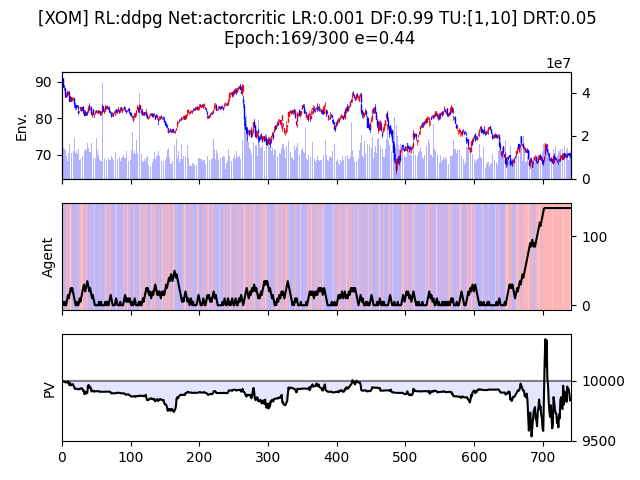 [XOM] RL:ddpg Net:actorcritic LR:0.001 DF:0.99 TU:[1,10] DRT:0.05
Epoch:169/300 e=0.44
1e7
90
80
70
Env.
4
2
0
Agent
100
0
PV
10000
9500
0 100 200 300 400 500 600 700